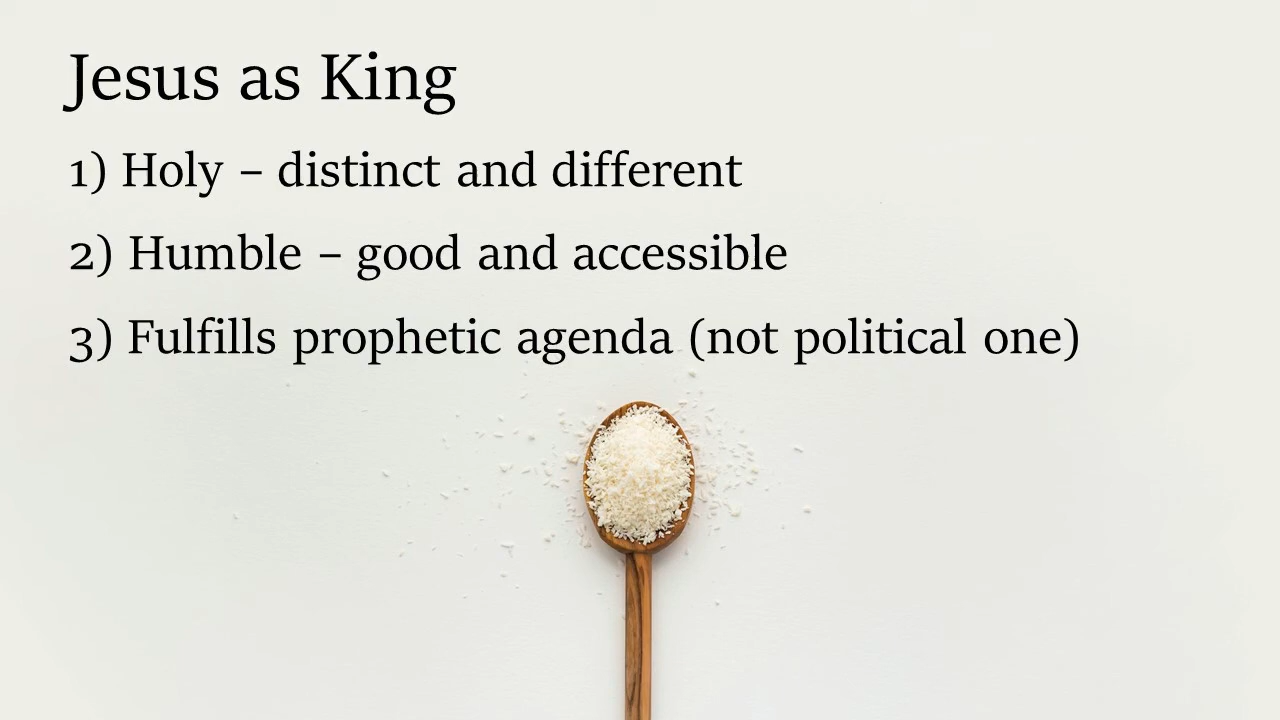 Jesus as King
1) Holy – distinct and different
2) Humble – good and accessible
3) Fulfills prophetic agenda (not political one)